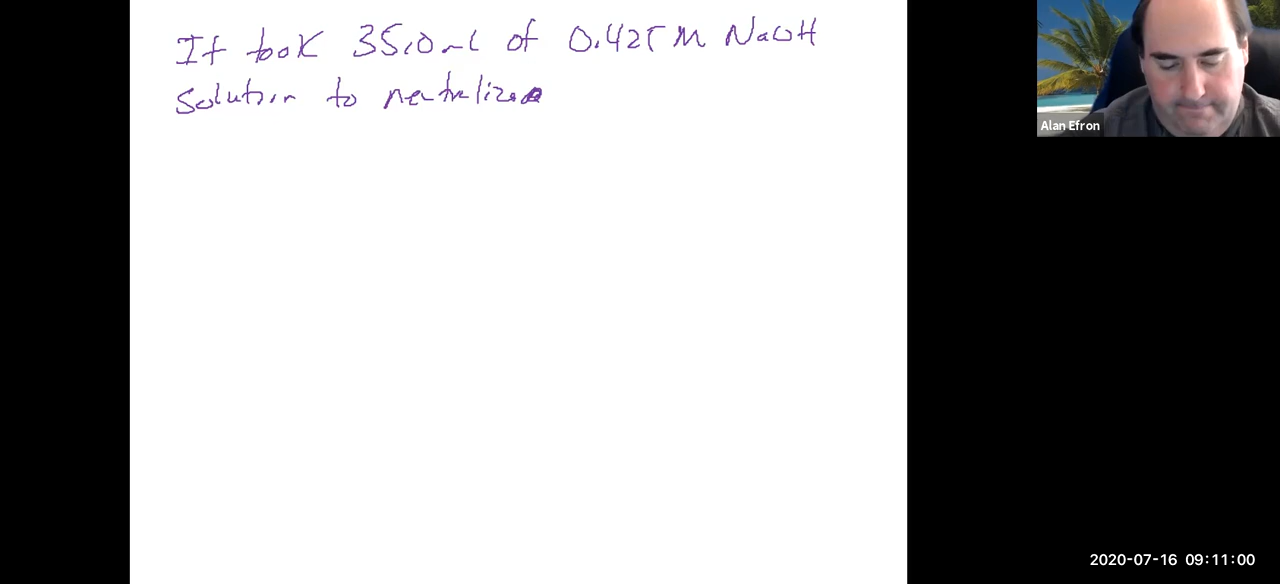 It took 35.0 mL of 0.425 M NaOH
solution to neutralize
Alan Efron
2020-07-16 09:11:00